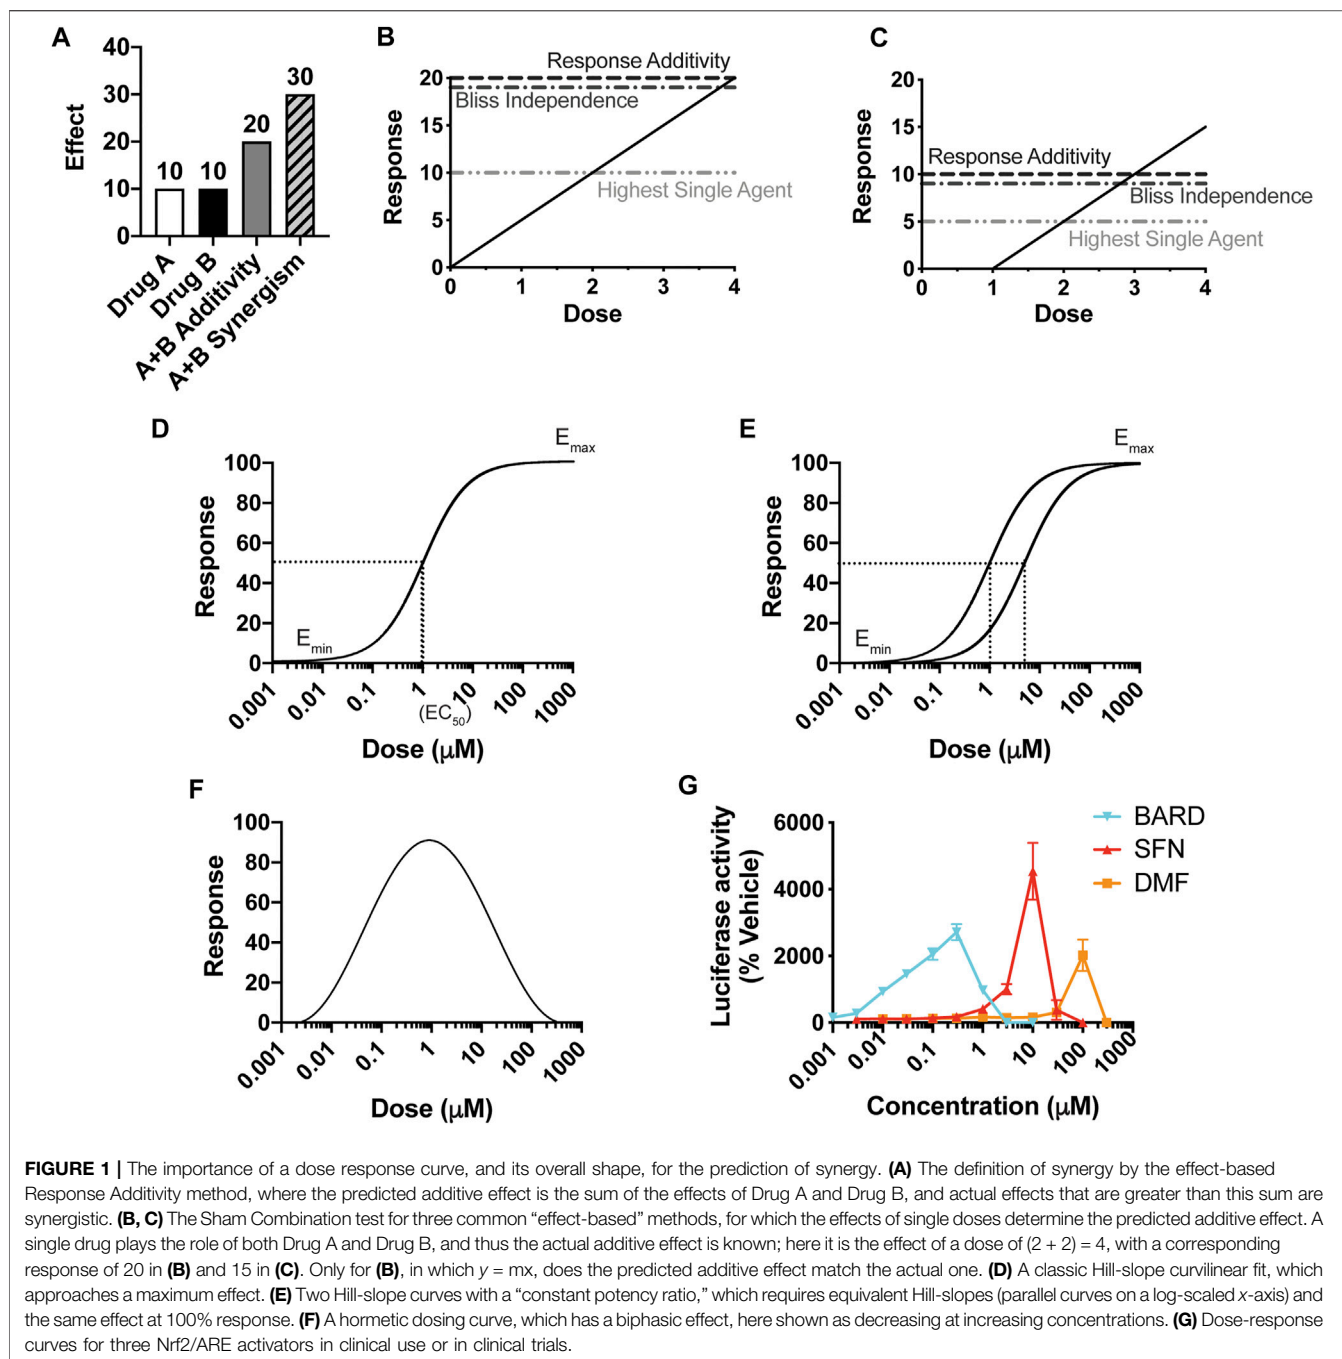 A
40
30
20
10
0
Effect
10
10
20
30
Drug A
Drug B
A+B Additivity
A+B Synergism
B
Response Additivity
Bliss Independence
Highest Single Agent
20
15
10
5
0
Response
0
1
2
3
4
Dose
C
20
15
10
5
0
Response
Response Additivity
Bliss Independence
Highest Single Agent
0
1
2
3
4
Dose
D
Emax
100
80
60
40
20
0
Response
Emin
0.001
0.01
0.1
1
10
100
1000
(EC50)
Dose (μM)
E
Emax
100
80
60
40
20
0
Response
Emin
0.001
0.01
0.1
1
10
100
1000
Dose (μM)
F
100
80
60
40
20
0
Response
0.001
0.01
0.1
1
10
100
1000
Dose (μM)
G
Luciferase activity
(% Vehicle)
6000
4000
2000
0
BARD
SFN
DMF
0.001
0.01
0.1
1
10
100
1000
Concentration (μM)
FIGURE 1 | The importance of a dose response curve, and its overall shape, for the prediction of synergy. (A) The definition of synergy by the effect-based
Response Additivity method, where the predicted additive effect is the sum of the effects of Drug A and Drug B, and actual effects that are greater than this sum are
synergistic. (B, C) The Sham Combination test for three common “effect-based” methods, for which the effects of single doses determine the predicted additive effect. A
single drug plays the role of both Drug A and Drug B, and thus the actual additive effect is known; here it is the effect of a dose of (2 + 2) = 4, with a corresponding
response of 20 in (B) and 15 in (C). Only for (B), in which y = mx, does the predicted additive effect match the actual one. (D) A classic Hill-slope curvilinear fit, which
approaches a maximum effect. (E) Two Hill-slope curves with a “constant potency ratio,” which requires equivalent Hill-slopes (parallel curves on a log-scaled x-axis) and
the same effect at 100% response. (F) A hormetic dosing curve, which has a biphasic effect, here shown as decreasing at increasing concentrations. (G) Dose-response
curves for three Nrf2/ARE activators in clinical use or in clinical trials.